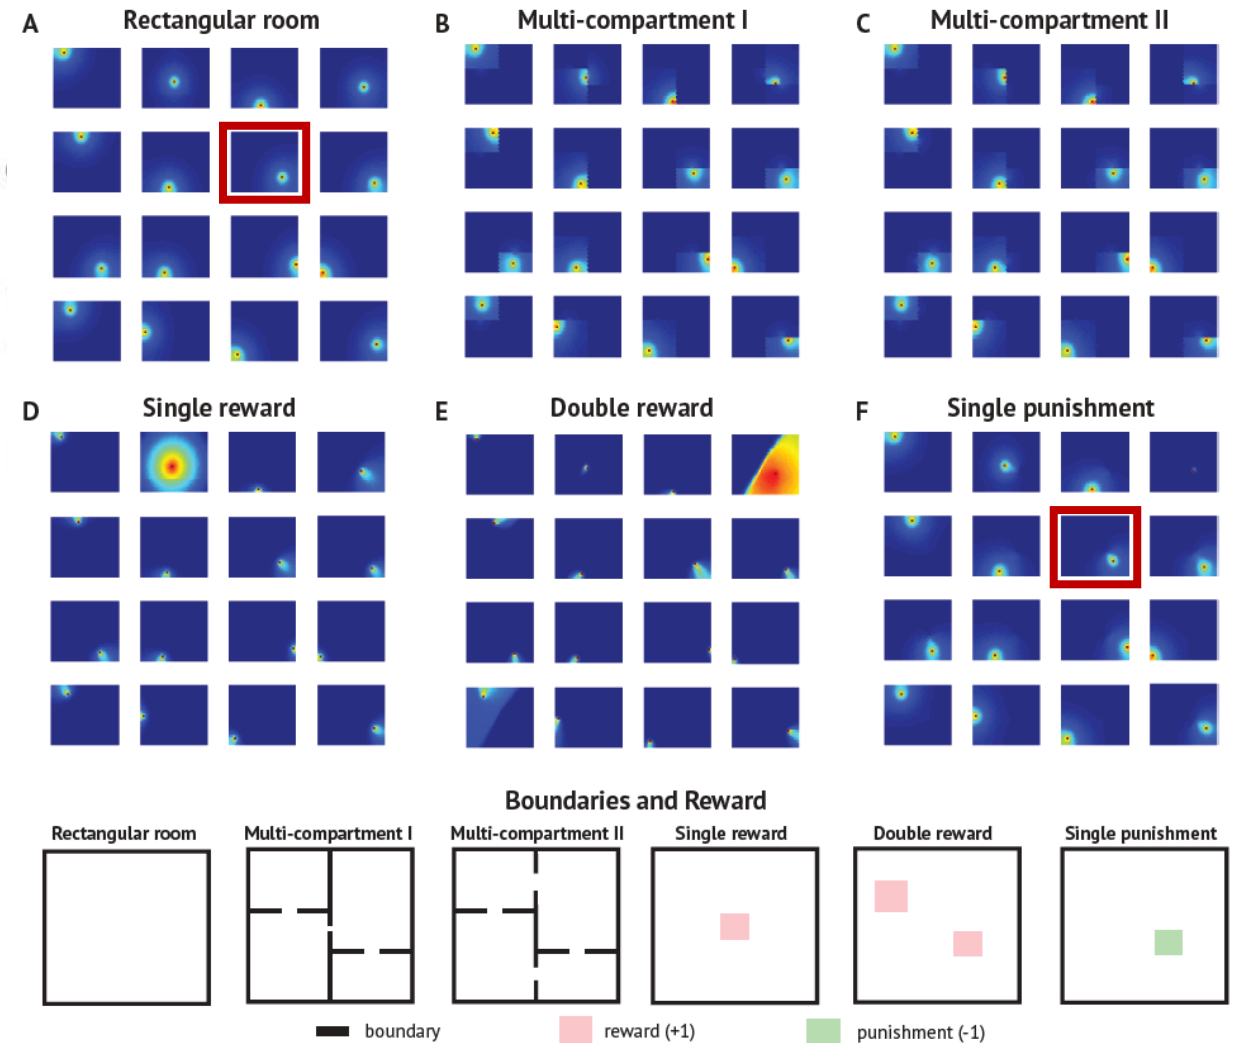 A Rectangular room
B Multi-compartment I
C Multi-compartment II
D Single reward
E Double reward
F Single punishment
Boundaries and Reward
Rectangular room
Multi-compartment I
Multi-compartment II
Single reward
Double reward
Single punishment
boundary
reward (+1)
punishment (-1)